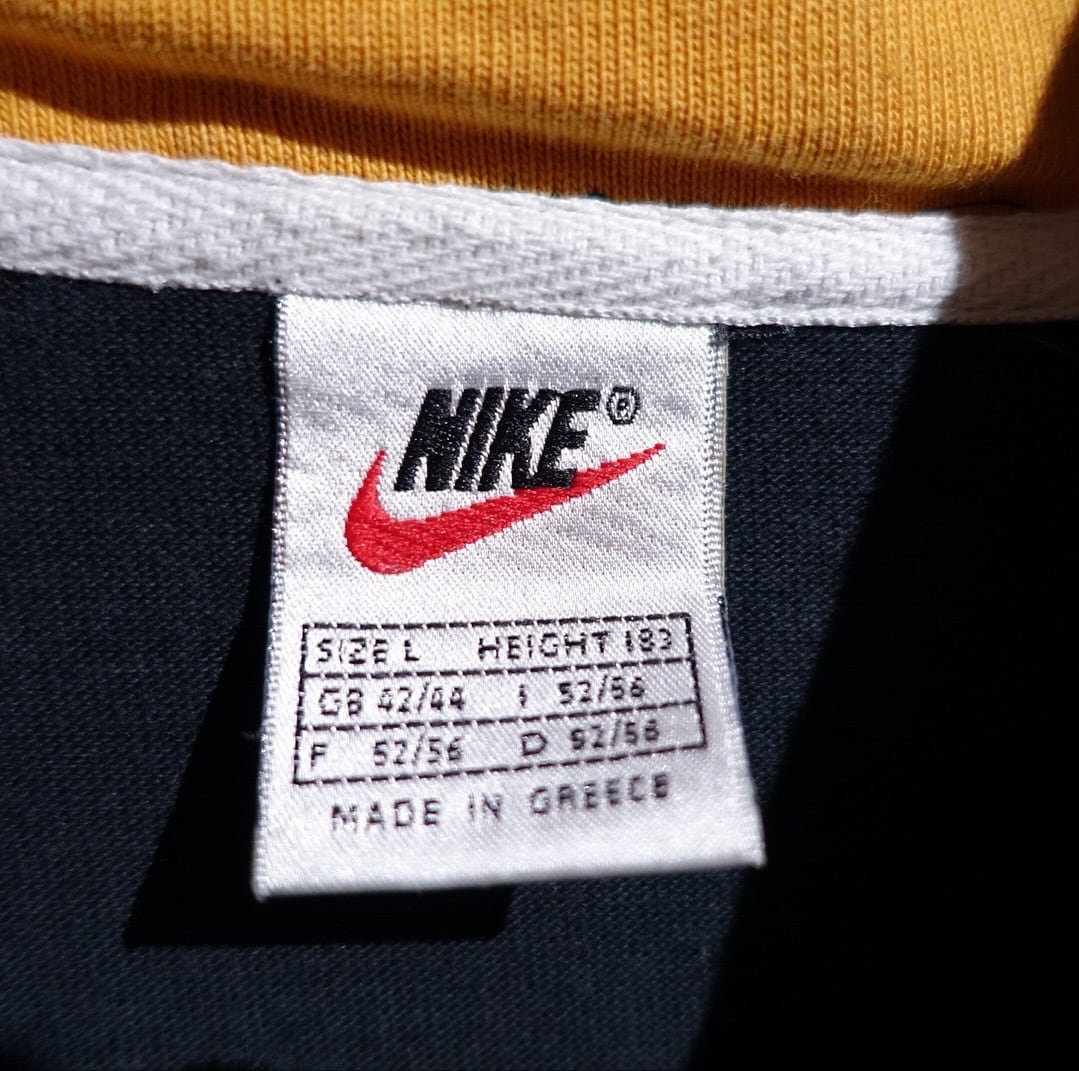 NIKE®
SIZE L HEIGHT 183
GB 42/44 I 52/56
F 52/56 D 52/56
MADE IN GREECE